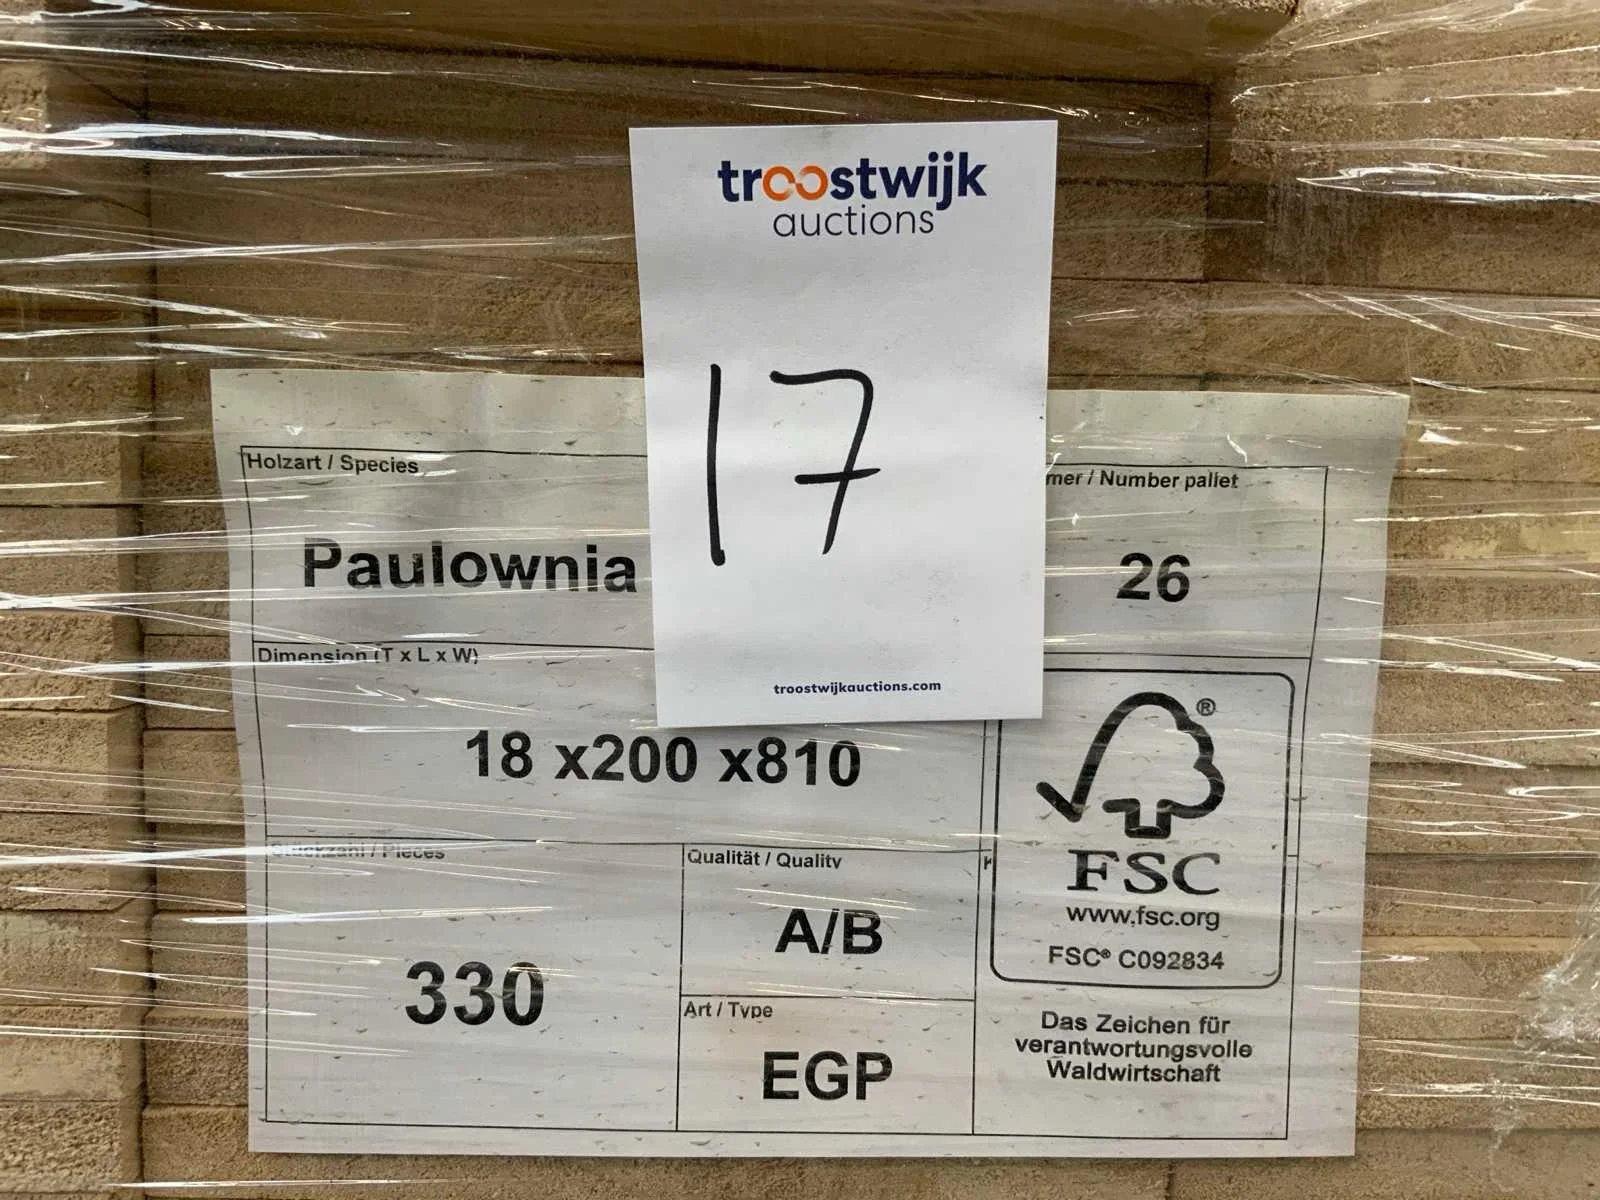 troostwijk
auctions
17
troostwijkauctions.com
Holzart / Species
Paulownia
mer / Number pallet
26
Dimension (T x L x W)
18 x200 x810
Stückzahl / Pieces
330
Qualität / Quality
A/B
Art / Type
EGP
®
FSC
www.fsc.org
FSC® C092834
Das Zeichen für
verantwortungsvolle
Waldwirtschaft